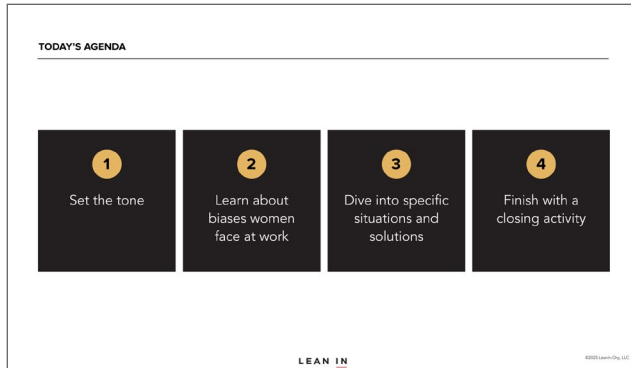 TODAY'S AGENDA
1
Set the tone
2
Learn about
biases women
face at work
3
Dive into specific
situations and
solutions
4
Finish with a
closing activity
LEAN IN
©2025 LeanIn.Org, LLC